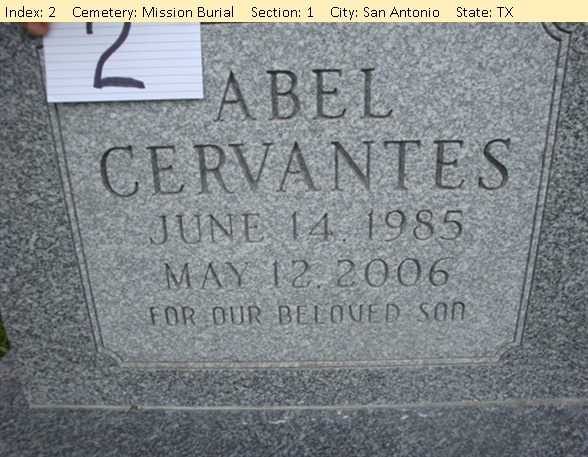 Index: 2 Cemetery: Mission Burial Section: 1 City: San Antonio State: TX
2
ABEL
CERVANTES
JUNE 14, 1985
MAY 12, 2006
FOR OUR BELOVED SON